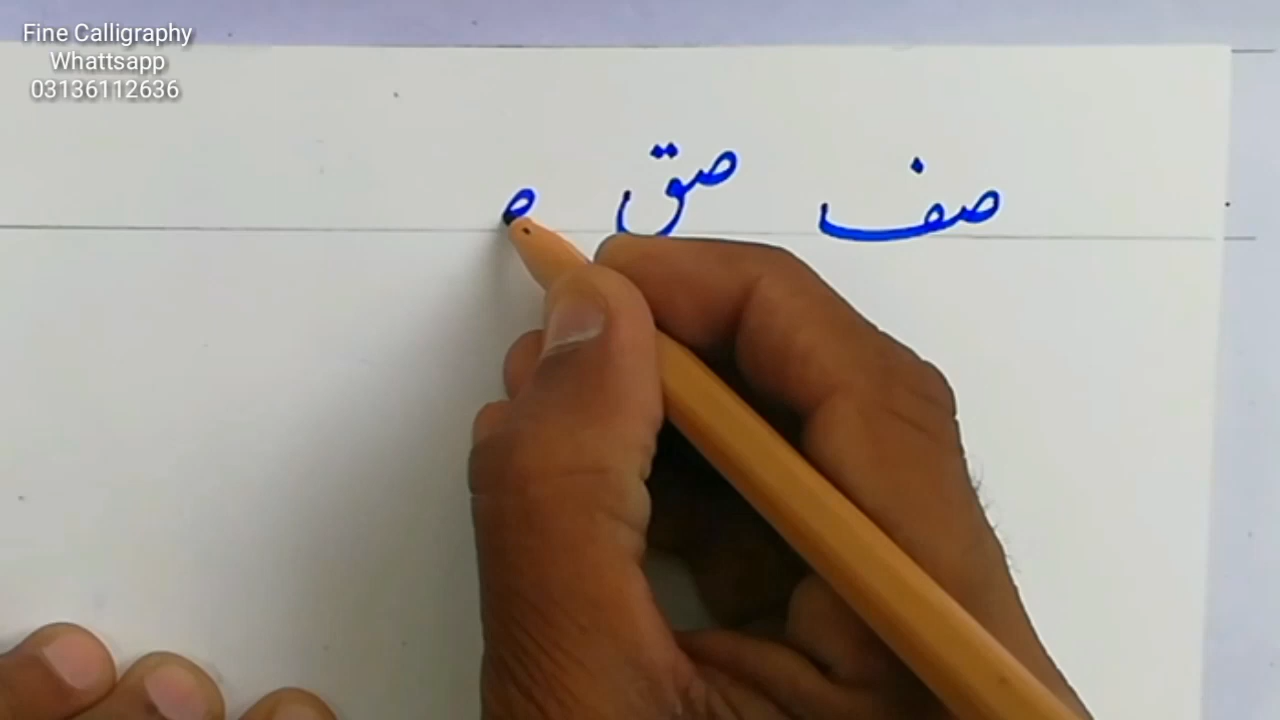 Fine Calligraphy
Whattsapp
03136112636
صف صق